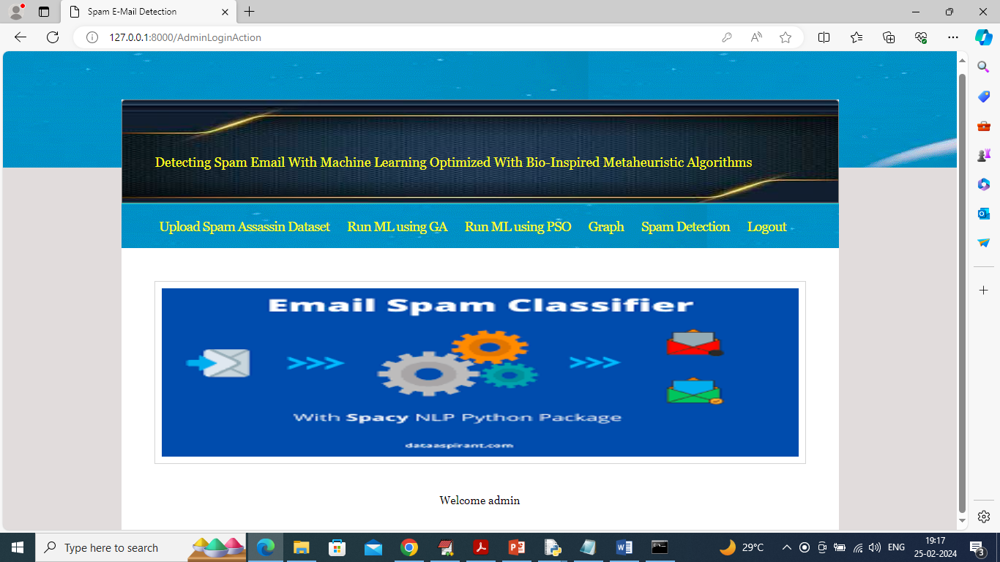 Spam E-Mail Detection
127.0.0.1:8000/AdminLoginAction
Detecting Spam Email With Machine Learning Optimized With Bio-Inspired Metaheuristic Algorithms
Upload Spam Assassin Dataset Run ML using GA Run ML using PSO Graph Spam Detection Logout
Email Spam Classifier
With Spacy NLP Python Package
dataaspirant.com
Welcome admin
Type here to search
29°C
ENG
19:17
25-02-2024
3